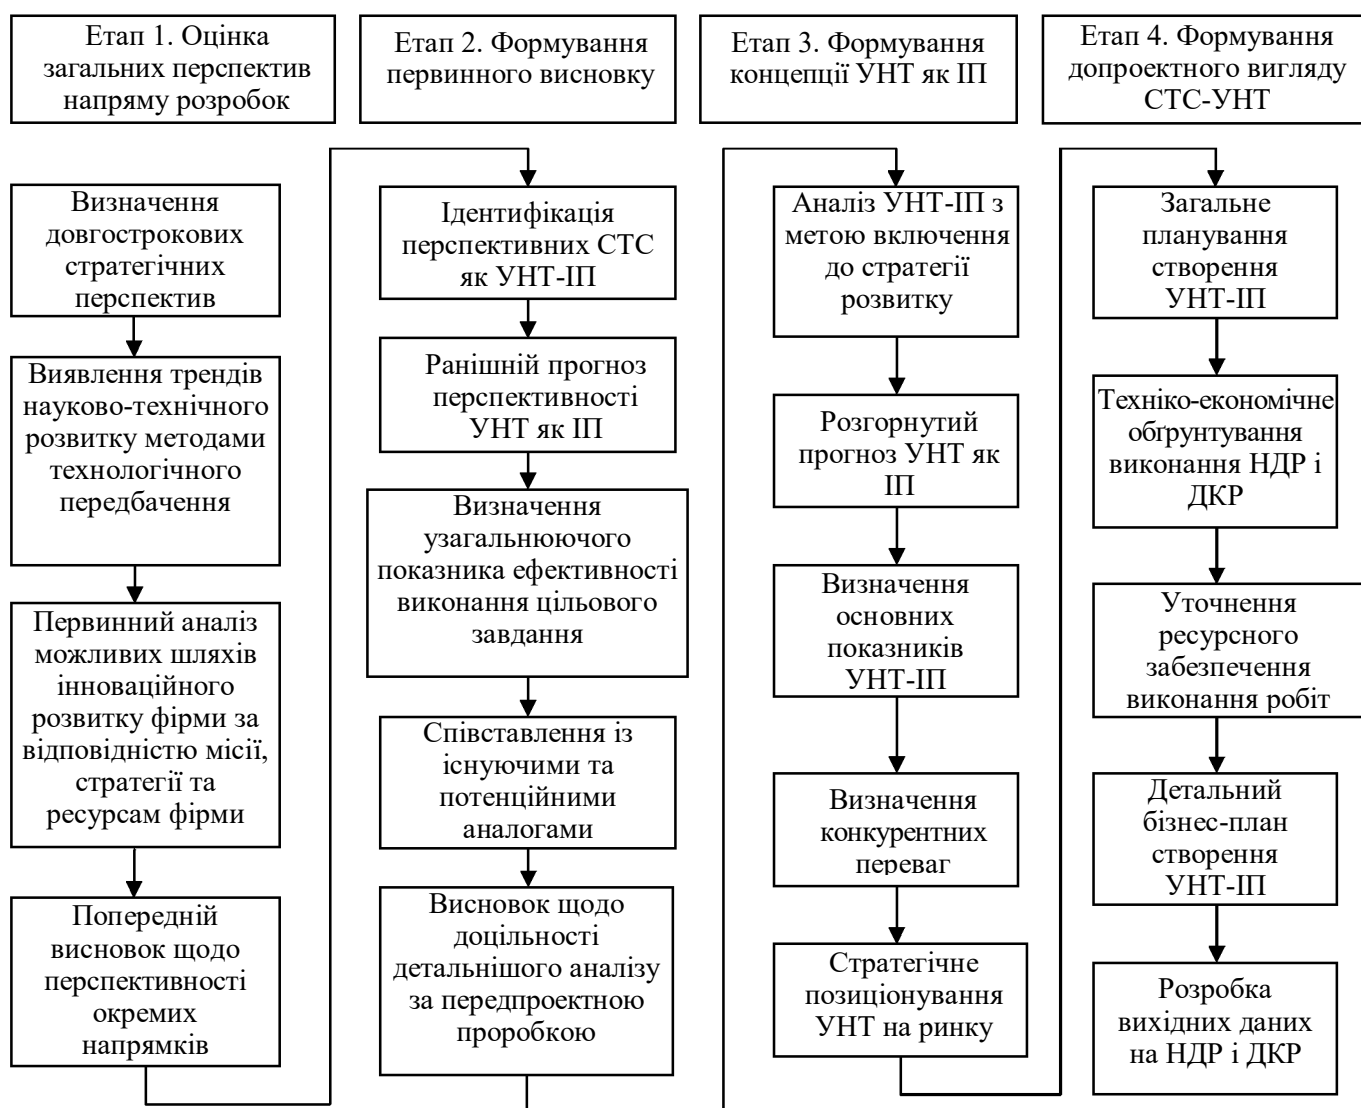 Етап 1. Оцінка
загальних перспектив
напряму розробок
Етап 2. Формування
первинного висновку
Етап 3. Формування
концепції УНТ як ІП
Етап 4. Формування
допроектного вигляду
СТС-УНТ
Визначення
довгострокових
стратегічних
перспектив
Виявлення трендів
науково-технічного
розвитку методами
технологічного
передбачення
Первинний аналіз
можливих шляхів
інноваційного
розвитку фірми за
відповідністю місії,
стратегії та
ресурсам фірми
Попередній
висновок щодо
перспективності
окремих
напрямків
Ідентифікація
перспективних СТС
як УНТ-ІП
Ранішній прогноз
перспективності
УНТ як ІП
Визначення
узагальнюючого
показника ефективності
виконання цільового
завдання
Співставлення із
існуючими та
потенційними
аналогами
Висновок щодо
доцільності
детальнішого аналізу
за передпроектною
проробкою
Аналіз УНТ-ІП з
метою включення
до стратегії
розвитку
Розгорнутий
прогноз УНТ як
ІП
Визначення
основних
показників
УНТ-ІП
Визначення
конкурентних
переваг
Стратегічне
позиціонування
УНТ на ринку
Загальне
планування
створення
УНТ-ІП
Техніко-економічне
обґрунтування
виконання НДР і
ДКР
Уточнення
ресурсного
забезпечення
виконання робіт
Детальний
бізнес-план
створення
УНТ-ІП
Розробка
вихідних даних
на НДР і ДКР